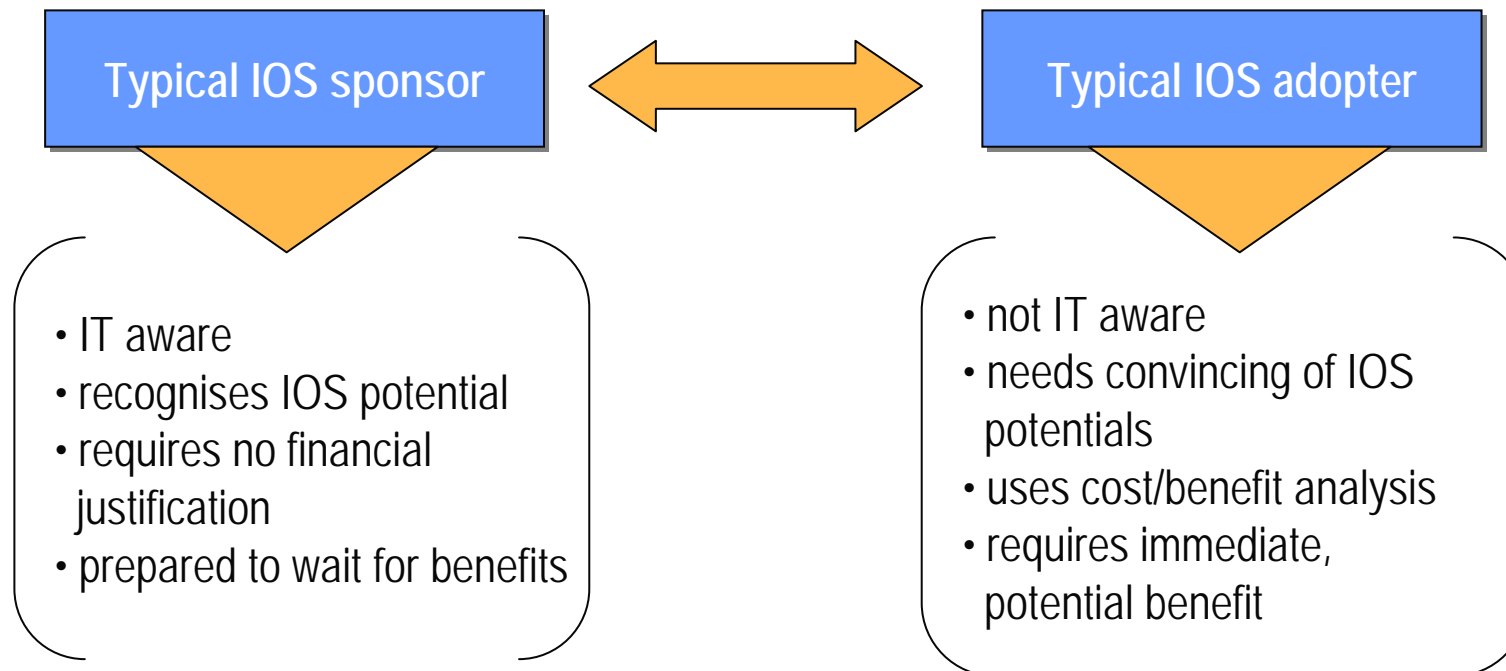 Typical IOS sponsor
• IT aware
• recognises IOS potential
• requires no financial
justification
• prepared to wait for benefits
Typical IOS adopter
• not IT aware
• needs convincing of IOS
potentials
• uses cost/benefit analysis
• requires immediate,
potential benefit